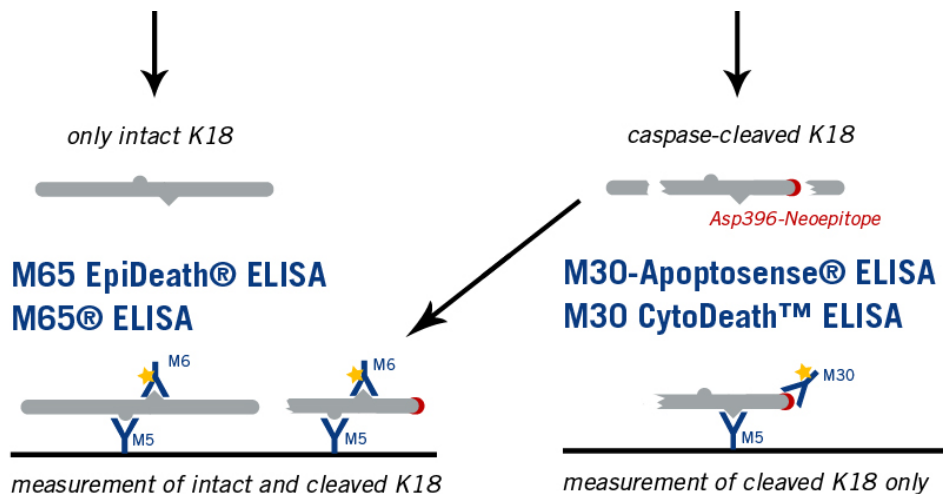 only intact K18
caspase-cleaved K18
Asp396-Neoepitope
M65 EpiDeath® ELISA
M65® ELISA
M30-Apoptosense® ELISA
M30 CytoDeath™ ELISA
M6
M6
M30
M5
M5
M5
measurement of intact and cleaved K18
measurement of cleaved K18 only